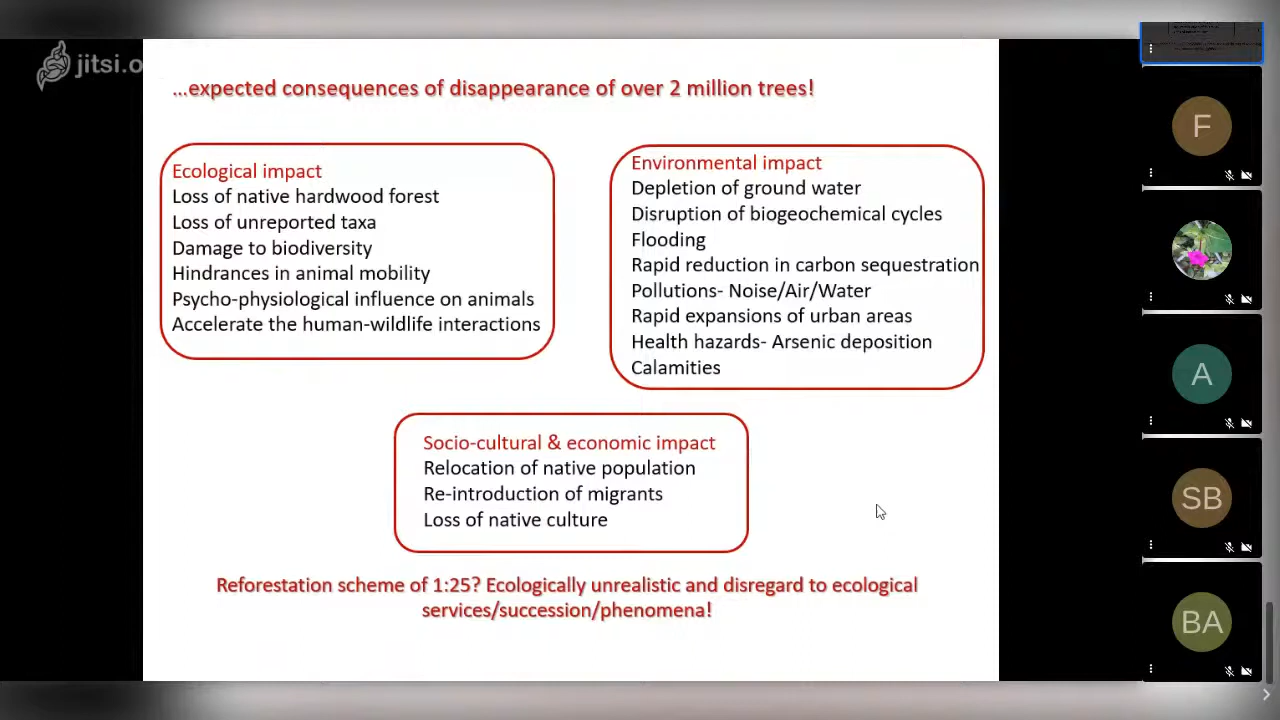 jitsi.o
...expected consequences of disappearance of over 2 million trees!
Ecological impact
Loss of native hardwood forest
Loss of unreported taxa
Damage to biodiversity
Hindrances in animal mobility
Psycho-physiological influence on animals
Accelerate the human-wildlife interactions
Environmental impact
Depletion of ground water
Disruption of biogeochemical cycles
Flooding
Rapid reduction in carbon sequestration
Pollutions- Noise/Air/Water
Rapid expansions of urban areas
Health hazards- Arsenic deposition
Calamities
Socio-cultural & economic impact
Relocation of native population
Re-introduction of migrants
Loss of native culture
Reforestation scheme of 1:25? Ecologically unrealistic and disregard to ecological
services/succession/phenomena!
F
A
SB
BA